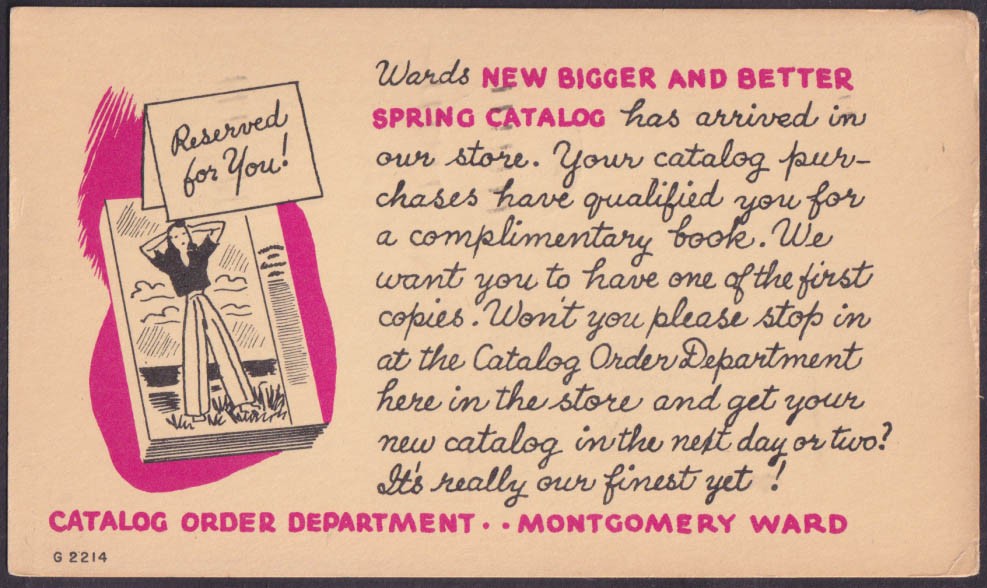 Reserved
for You!
Wards NEW BIGGER AND BETTER
SPRING CATALOG has arrived in
our store. Your catalog pur-
chases have qualified you for
a complimentary book. We
want you to have one of the first
copies. Won't you please stop in
at the Catalog Order Department
here in the store and get your
new catalog in the next day or two?
It's really our finest yet!
CATALOG ORDER DEPARTMENT . . MONTGOMERY WARD
G 2214